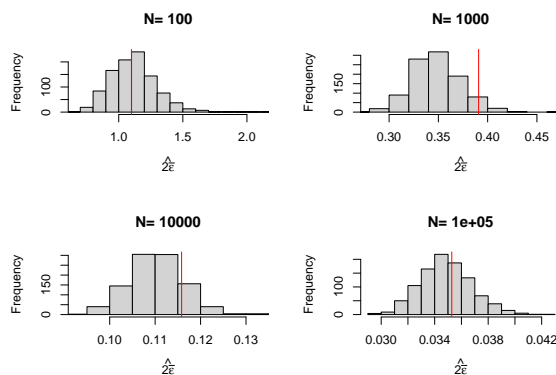 N= 100
Frequency
0 100
1.0 1.5 2.0
2ε̂
N= 1000
Frequency
0 150
0.30 0.35 0.40 0.45
2ε̂
N= 10000
Frequency
0 150
0.10 0.11 0.12 0.13
2ε̂
N= 1e+05
Frequency
0 100
0.030 0.034 0.038 0.042
2ε̂